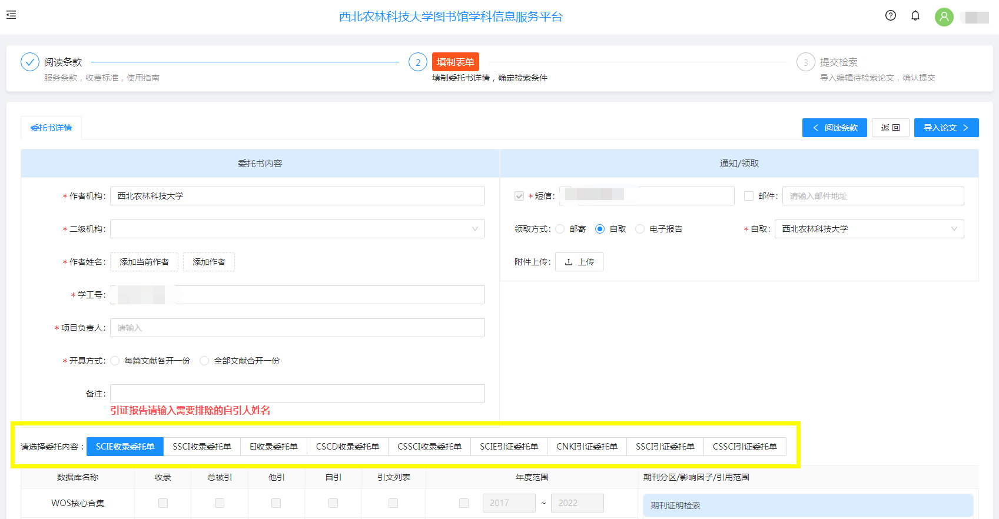 西北农林科技大学图书馆学科信息服务平台
阅读条款
服务条款，收费标准，使用指南
2 填制表单
填制委托书详情，确定检索条件
3 提交检索
导入编辑待检索论文，确认提交
委托书详情
阅读条款 返 回 导入论文
委托书内容 通知/领取
* 作者机构： 西北农林科技大学 * 短信： 邮件： 请输入邮件地址
* 二级机构： 领取方式： 邮寄 自取 电子报告 * 自取： 西北农林科技大学
* 作者姓名： 添加当前作者 添加作者 附件上传： 上传
* 学工号：
* 项目负责人： 请输入
* 开具方式： 每篇文献各开一份 全部文献合开一份
备注：
引证报告请输入需要排除的自引人姓名
请选择委托内容： SCIE收录委托单 SSCI收录委托单 EI收录委托单 CSCD收录委托单 CSSCI收录委托单 SCIE引证委托单 CNKI引证委托单 SSCI引证委托单 CSSCI引证委托单
数据库名称 收录 总被引 他引 自引 引文列表 年度范围 期刊分区/影响因子/引用范围
WOS核心合集 2017 ~ 2022 期刊证明检索